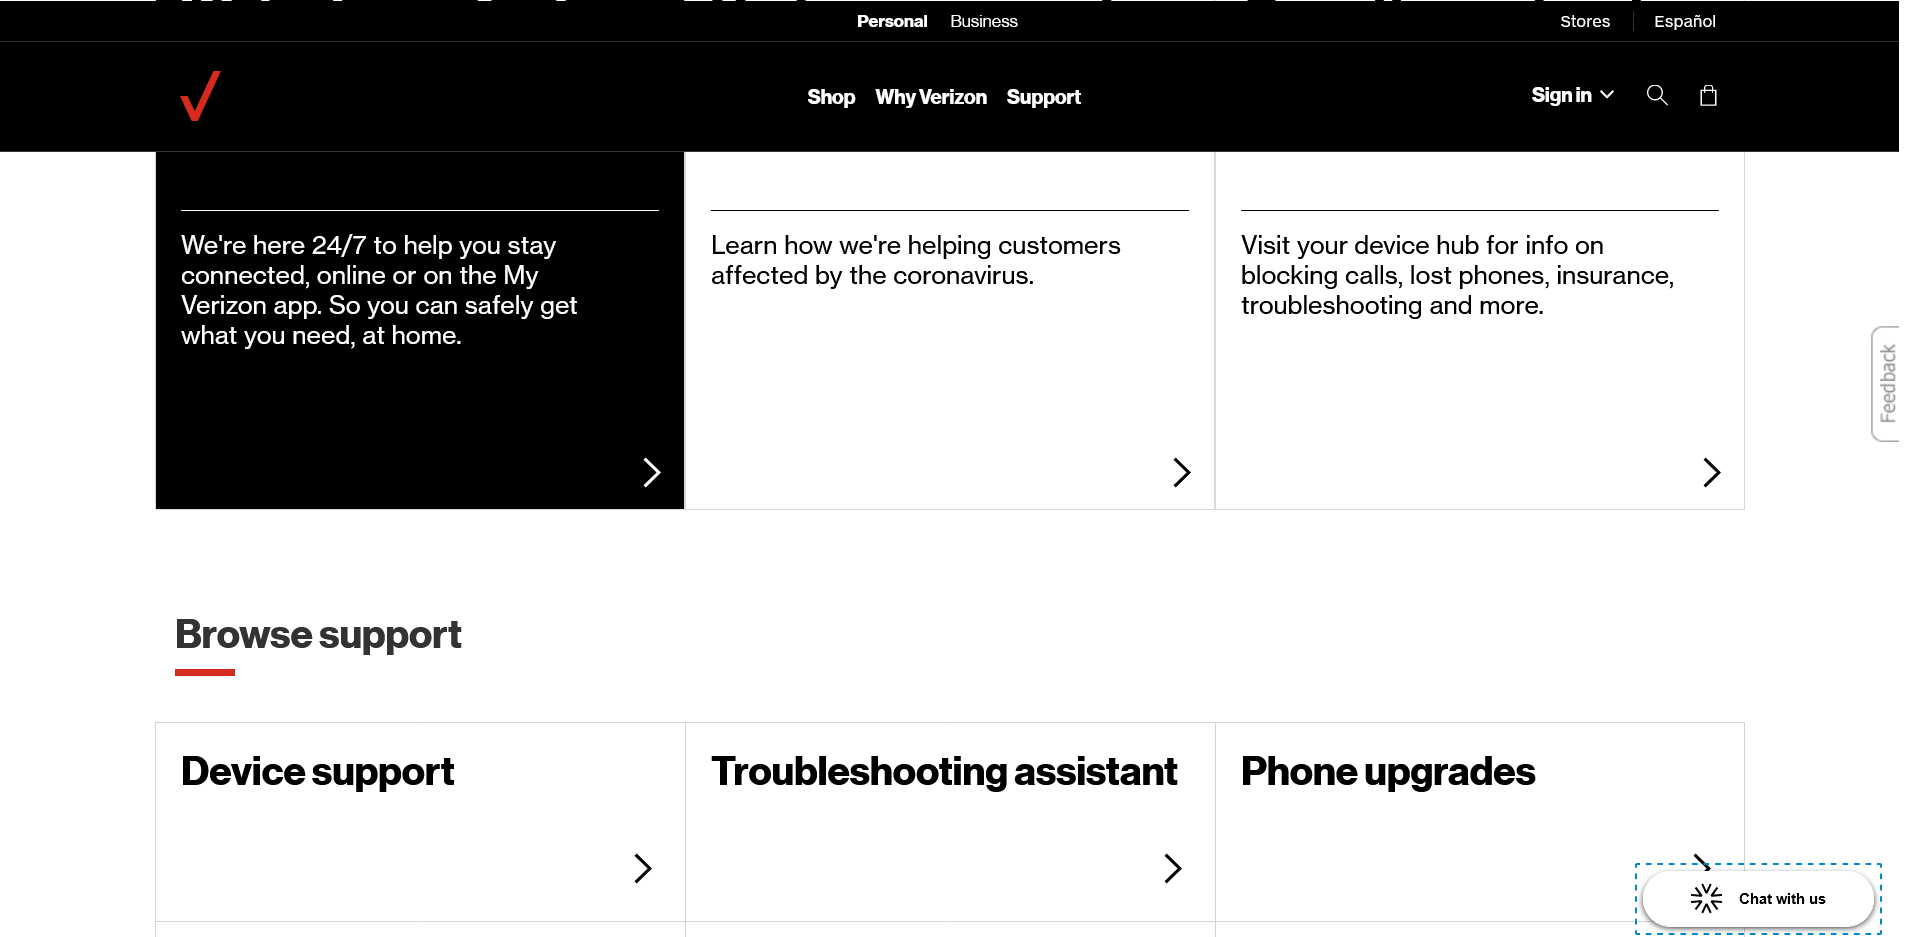 Personal Business
Stores Español
Shop Why Verizon Support
Sign in
We're here 24/7 to help you stay
connected, online or on the My
Verizon app. So you can safely get
what you need, at home.
Learn how we're helping customers
affected by the coronavirus.
Visit your device hub for info on
blocking calls, lost phones, insurance,
troubleshooting and more.
Feedback
Browse support
Device support
Troubleshooting assistant
Phone upgrades
Chat with us